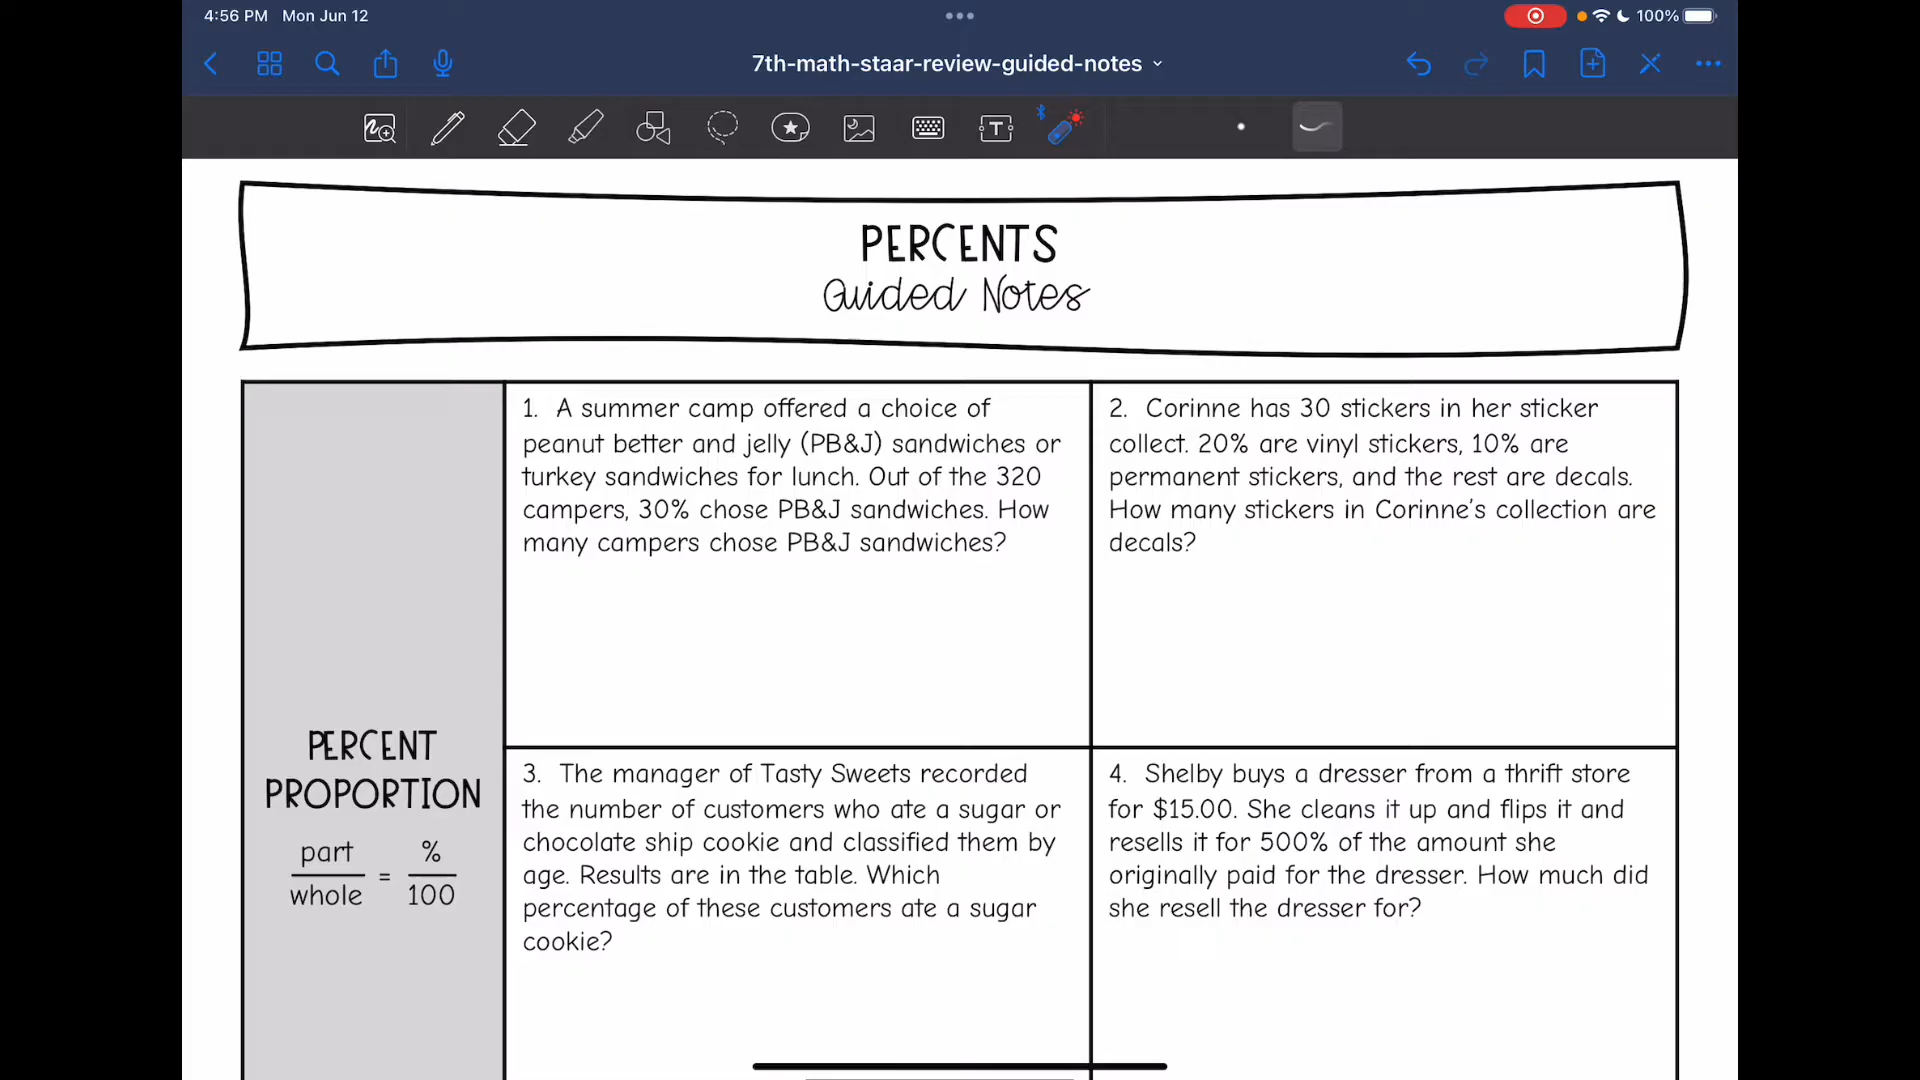 4:56 PM Mon Jun 12
100%
7th-math-staar-review-guided-notes
PERCENTS
Guided Notes
PERCENT
PROPORTION
part
whole
=
%
100
1. A summer camp offered a choice of
peanut better and jelly (PB&J) sandwiches or
turkey sandwiches for lunch. Out of the 320
campers, 30% chose PB&J sandwiches. How
many campers chose PB&J sandwiches?
2. Corinne has 30 stickers in her sticker
collect. 20% are vinyl stickers, 10% are
permanent stickers, and the rest are decals.
How many stickers in Corinne's collection are
decals?
3. The manager of Tasty Sweets recorded
the number of customers who ate a sugar or
chocolate ship cookie and classified them by
age. Results are in the table. Which
percentage of these customers ate a sugar
cookie?
4. Shelby buys a dresser from a thrift store
for $15.00. She cleans it up and flips it and
resells it for 500% of the amount she
originally paid for the dresser. How much did
she resell the dresser for?